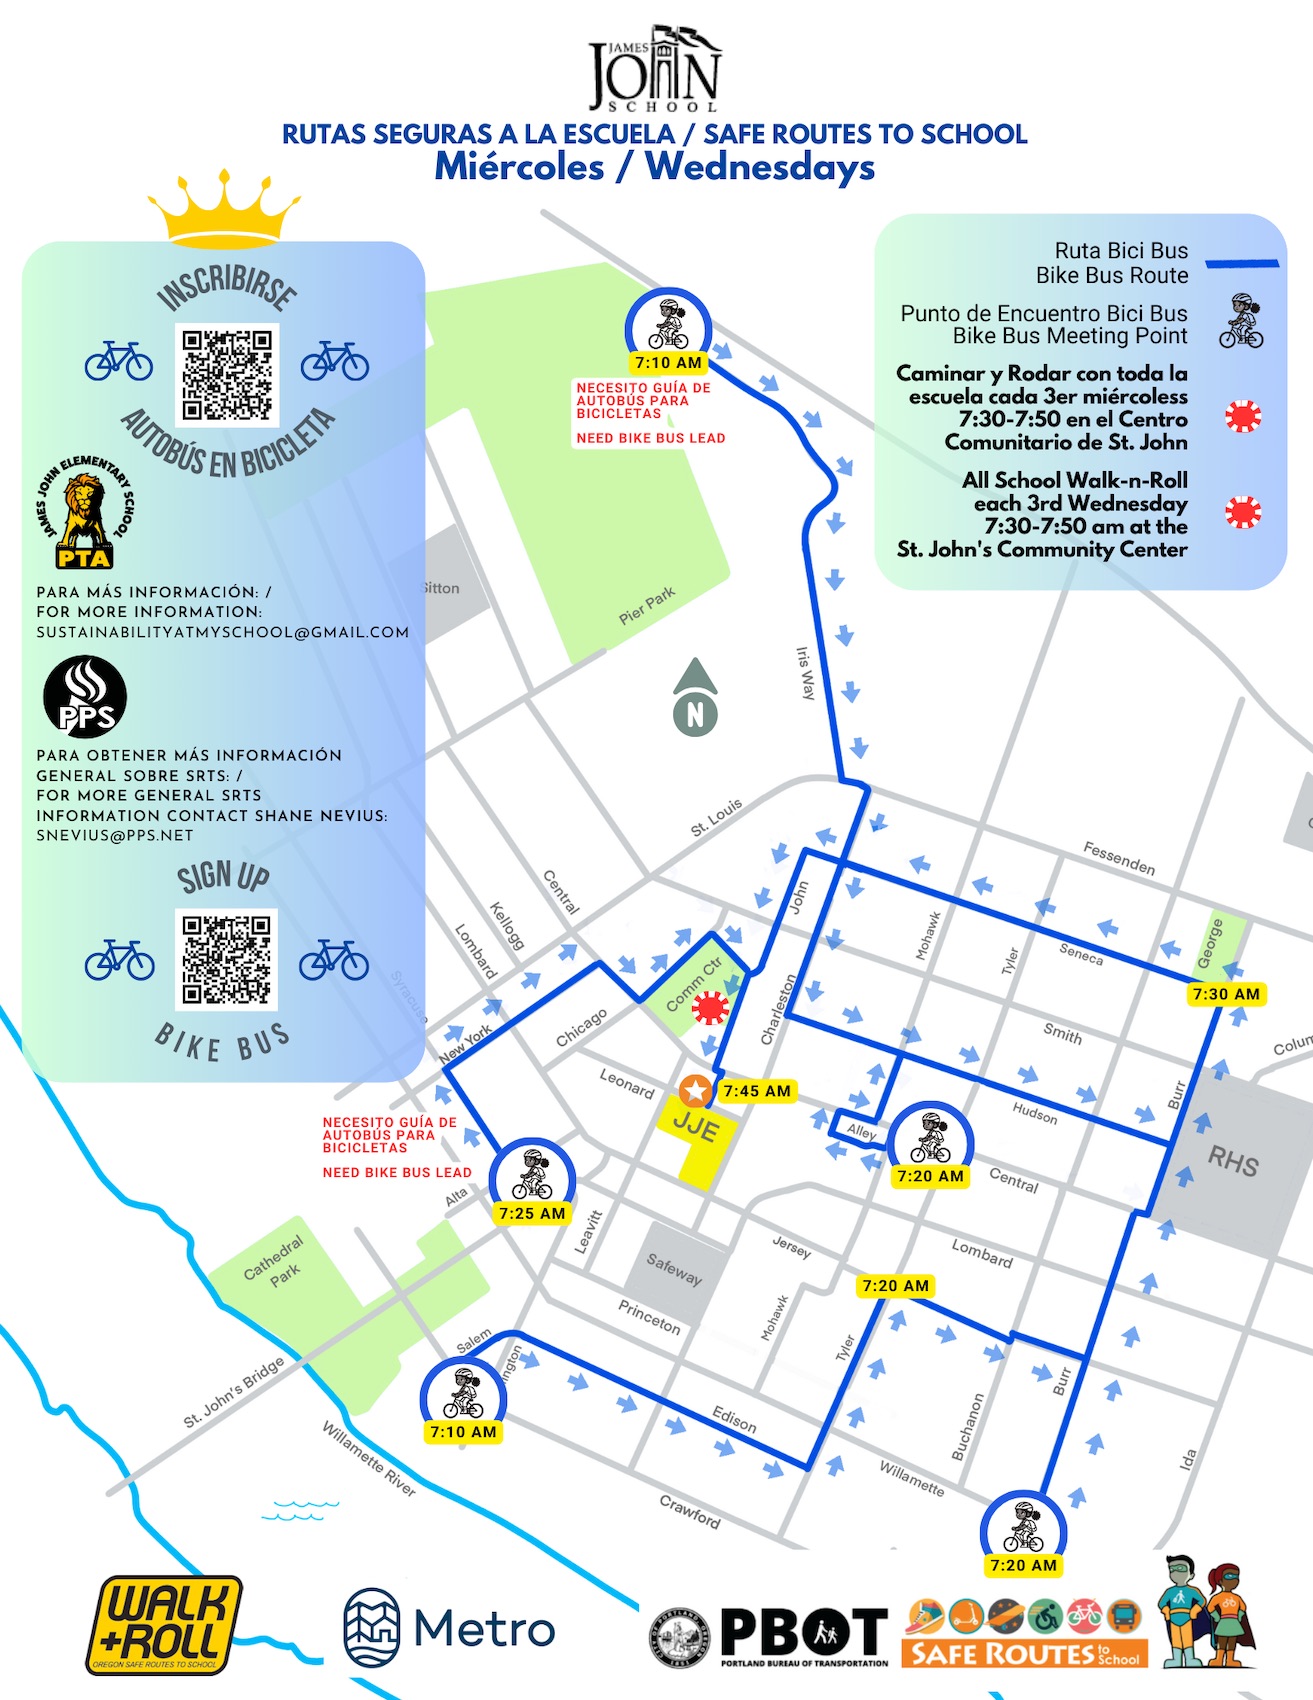 JAMES
JOHN
SCHOOL
RUTAS SEGURAS A LA ESCUELA / SAFE ROUTES TO SCHOOL
Miércoles / Wednesdays
INSCRIBIRSE
AUTOBÚS EN BICICLETA
JAMES JOHN ELEMENTARY SCHOOL
PTA
PARA MÁS INFORMACIÓN: /
FOR MORE INFORMATION:
SUSTAINABILITYATMYSCHOOL@GMAIL.COM
PPS
PARA OBTENER MÁS INFORMACIÓN
GENERAL SOBRE SRTS: /
FOR MORE GENERAL SRTS
INFORMATION CONTACT SHANE NEVIUS:
SNEVIUS@PPS.NET
SIGN UP
BIKE BUS
Ruta Bici Bus
Bike Bus Route
Punto de Encuentro Bici Bus
Bike Bus Meeting Point
Caminar y Rodar con toda la
escuela cada 3er miércoless
7:30-7:50 en el Centro
Comunitario de St. John
All School Walk-n-Roll
each 3rd Wednesday
7:30-7:50 am at the
St. John's Community Center
7:10 AM
NECESITO GUÍA DE
AUTOBÚS PARA
BICICLETAS
NEED BIKE BUS LEAD
Sitton
Pier Park
Iris Way
N
St. Louis
Fessenden
Central
Kellogg
Lombard
Syracuse
John
Mohawk
Tyler
Seneca
George
7:30 AM
Comm Ctr
Charleston
New York
Chicago
Smith
Colum
Leonard
7:45 AM
JJE
Burr
Hudson
Alley
RHS
NECESITO GUÍA DE
AUTOBÚS PARA
BICICLETAS
NEED BIKE BUS LEAD
7:20 AM
Central
Alta
7:25 AM
Leavitt
Jersey
Lombard
Cathedral
Park
Safeway
7:20 AM
Princeton
Mohawk
Tyler
Salem
ington
Burr
St. John's Bridge
7:10 AM
Edison
Buchanan
Willamette River
Willamette
Ida
Crawford
7:20 AM
WALK
+ROLL
OREGON SAFE ROUTES TO SCHOOL
Metro
PBOT
PORTLAND BUREAU OF TRANSPORTATION
SAFE ROUTES to School